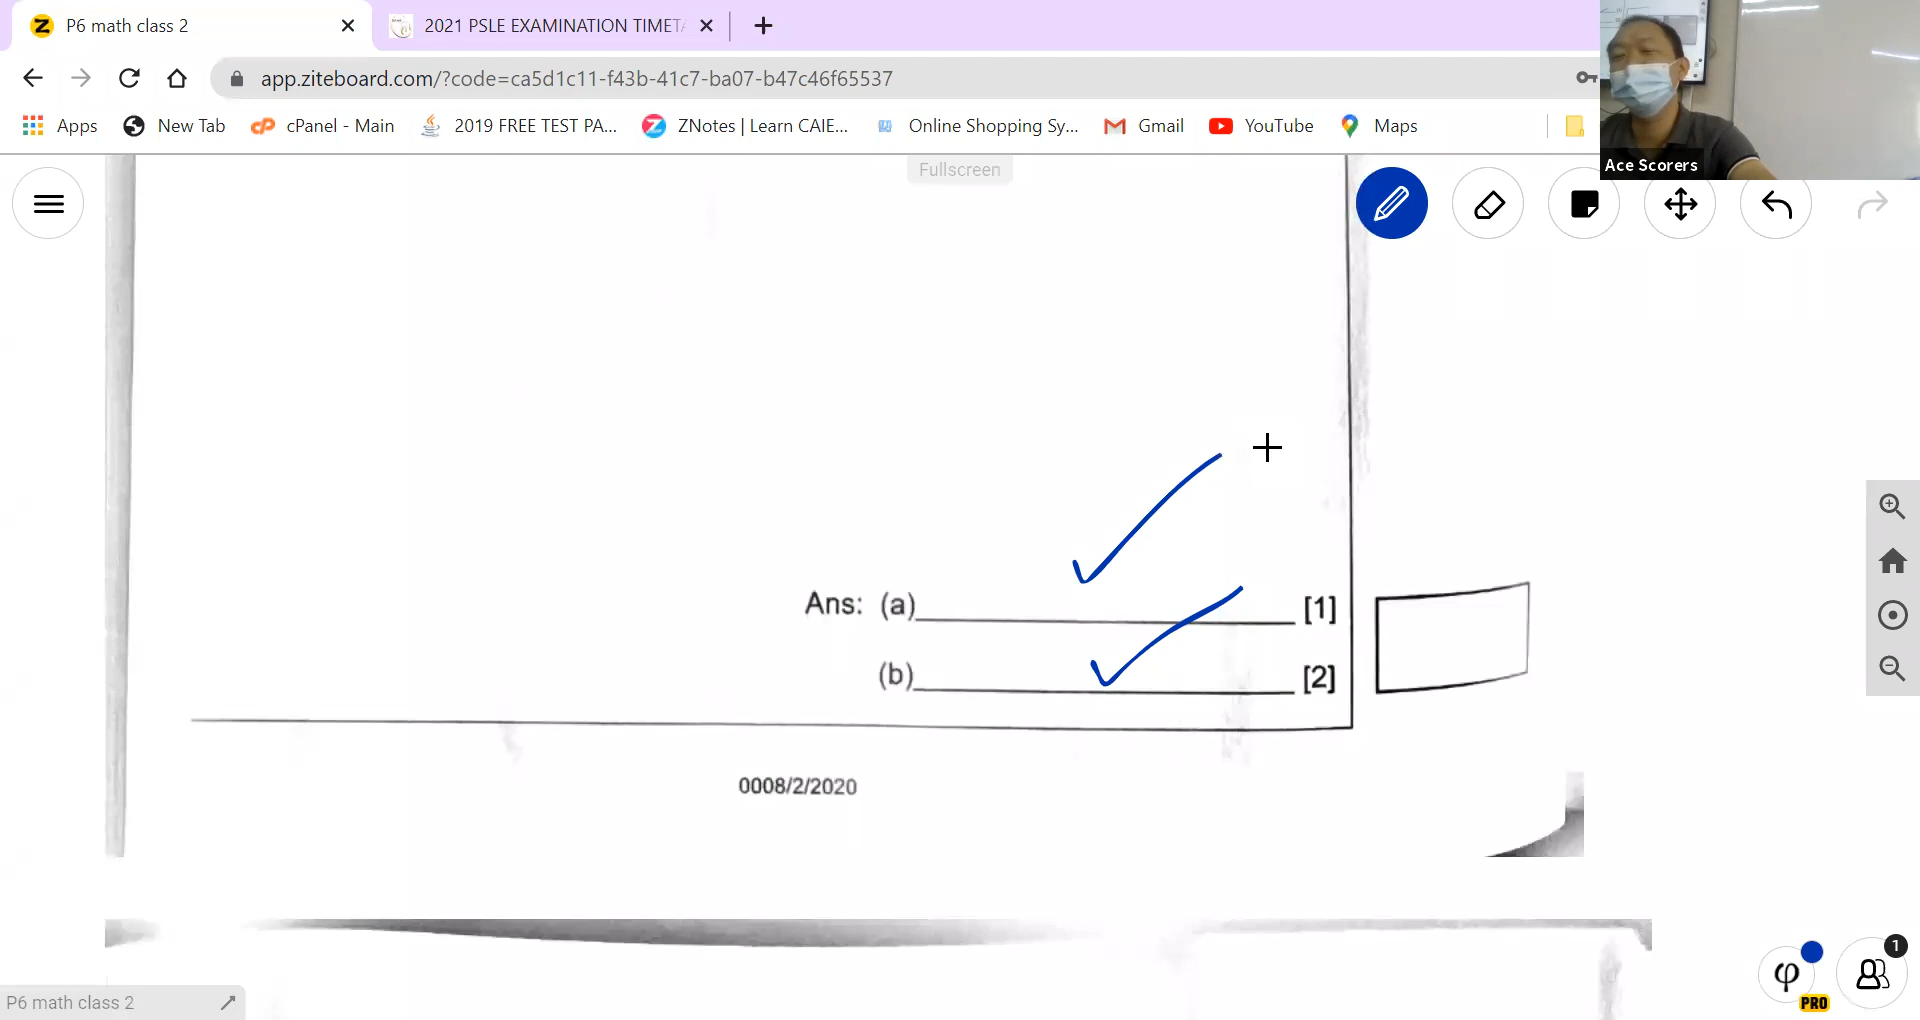 P6 math class 2
2021 PSLE EXAMINATION TIMETA
app.ziteboard.com/?code=ca5d1c11-f43b-41c7-ba07-b47c46f65537
Apps
New Tab
cPanel - Main
2019 FREE TEST PA...
ZNotes | Learn CAIE...
Online Shopping Sy...
Gmail
YouTube
Maps
Ace Scorers
Fullscreen
Ans: (a) [1]
(b) [2]
0008/2/2020
P6 math class 2
φ
PRO
1